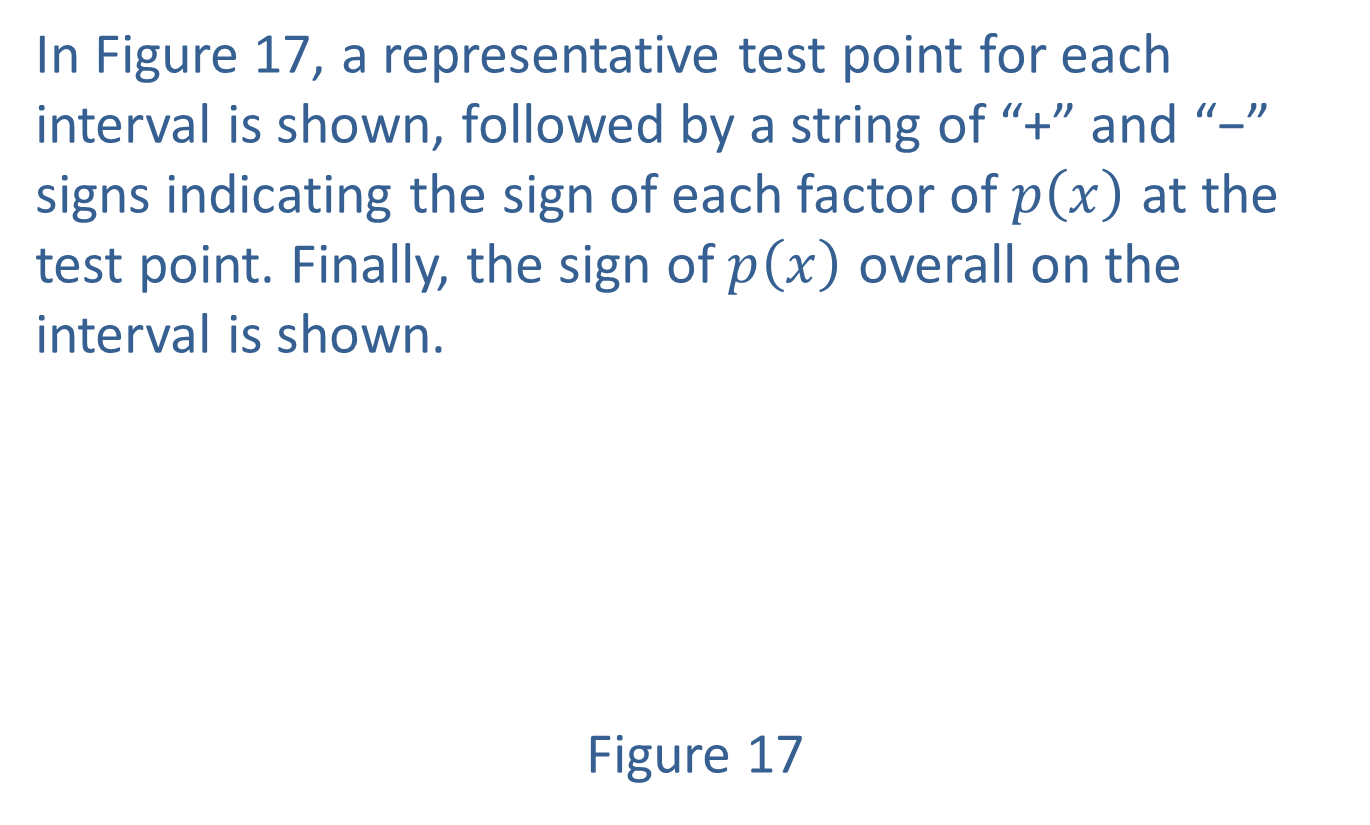 In Figure 17, a representative test point for each
interval is shown, followed by a string of “+” and “−”
signs indicating the sign of each factor of p(x) at the
test point. Finally, the sign of p(x) overall on the
interval is shown.
Figure 17